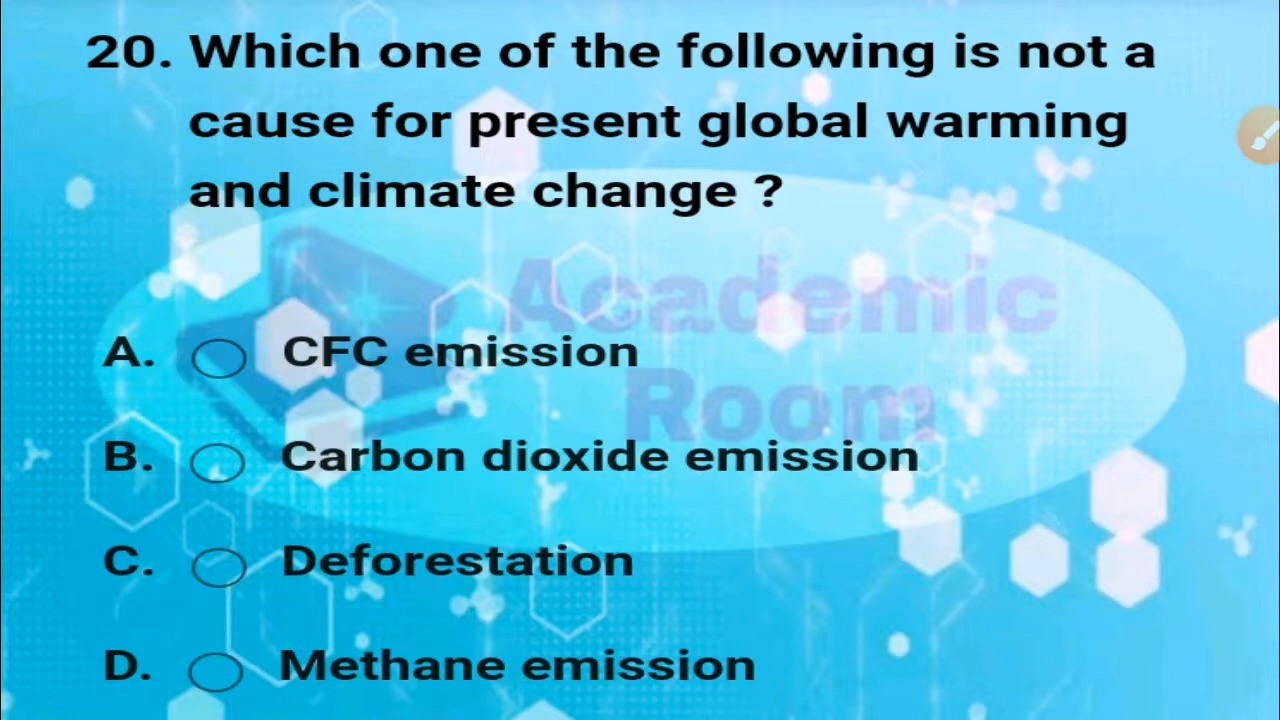 20. Which one of the following is not a
cause for present global warming
and climate change ?
Academic
Room
A. CFC emission
B. Carbon dioxide emission
C. Deforestation
D. Methane emission